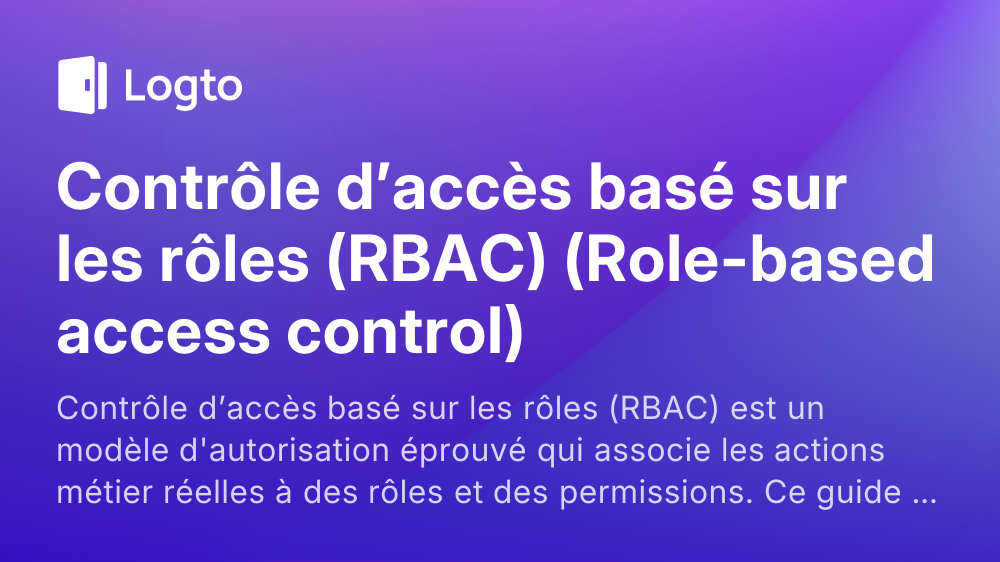 Logto
Contrôle d’accès basé sur
les rôles (RBAC) (Role-based
access control)
Contrôle d’accès basé sur les rôles (RBAC) est un
modèle d'autorisation éprouvé qui associe les actions
métier réelles à des rôles et des permissions. Ce guide ...